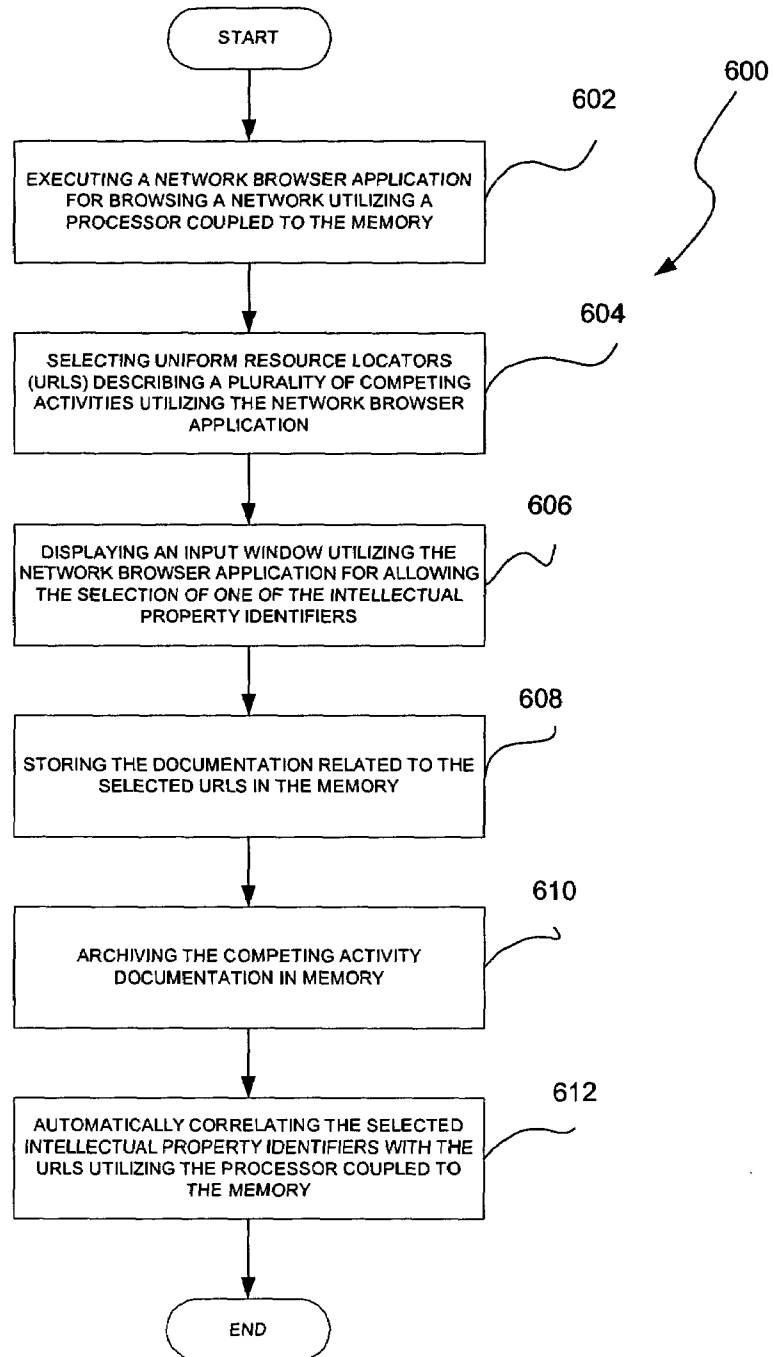 START
600
602
EXECUTING A NETWORK BROWSER APPLICATION
FOR BROWSING A NETWORK UTILIZING A
PROCESSOR COUPLED TO THE MEMORY
604
SELECTING UNIFORM RESOURCE LOCATORS
(URLS) DESCRIBING A PLURALITY OF COMPETING
ACTIVITIES UTILIZING THE NETWORK BROWSER
APPLICATION
606
DISPLAYING AN INPUT WINDOW UTILIZING THE
NETWORK BROWSER APPLICATION FOR ALLOWING
THE SELECTION OF ONE OF THE INTELLECTUAL
PROPERTY IDENTIFIERS
608
STORING THE DOCUMENTATION RELATED TO THE
SELECTED URLS IN THE MEMORY
610
ARCHIVING THE COMPETING ACTIVITY
DOCUMENTATION IN MEMORY
612
AUTOMATICALLY CORRELATING THE SELECTED
INTELLECTUAL PROPERTY IDENTIFIERS WITH THE
URLS UTILIZING THE PROCESSOR COUPLED TO
THE MEMORY
END